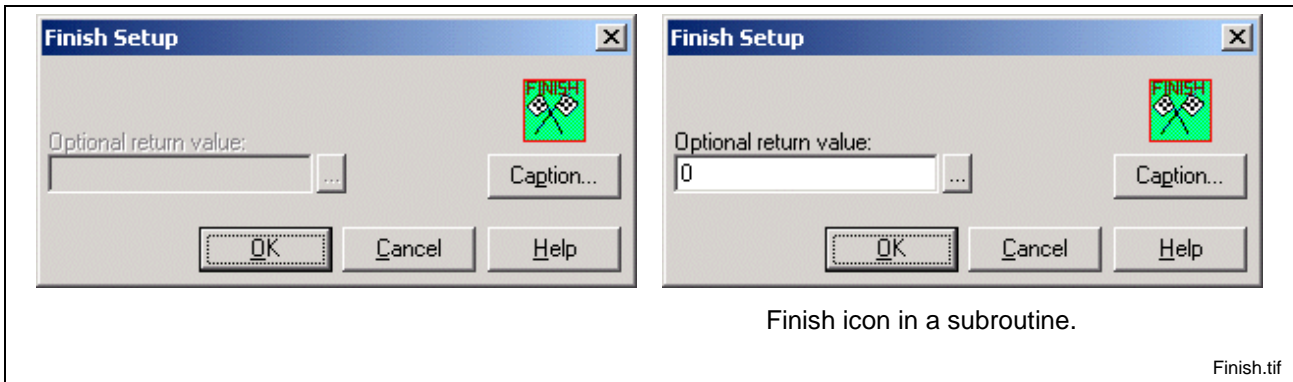 Finish Setup
FINISH
Optional return value:
...
Caption...
OK
Cancel
Help
Finish Setup
FINISH
Optional return value:
0
...
Caption...
OK
Cancel
Help
Finish icon in a subroutine.
Finish.tif